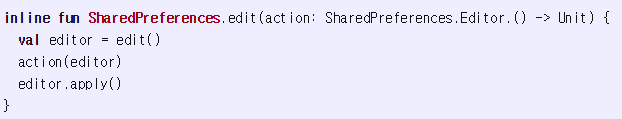 inline fun SharedPreferences.edit(action: SharedPreferences.Editor.() -> Unit) {
  val editor = edit()
  action(editor)
  editor.apply()
}